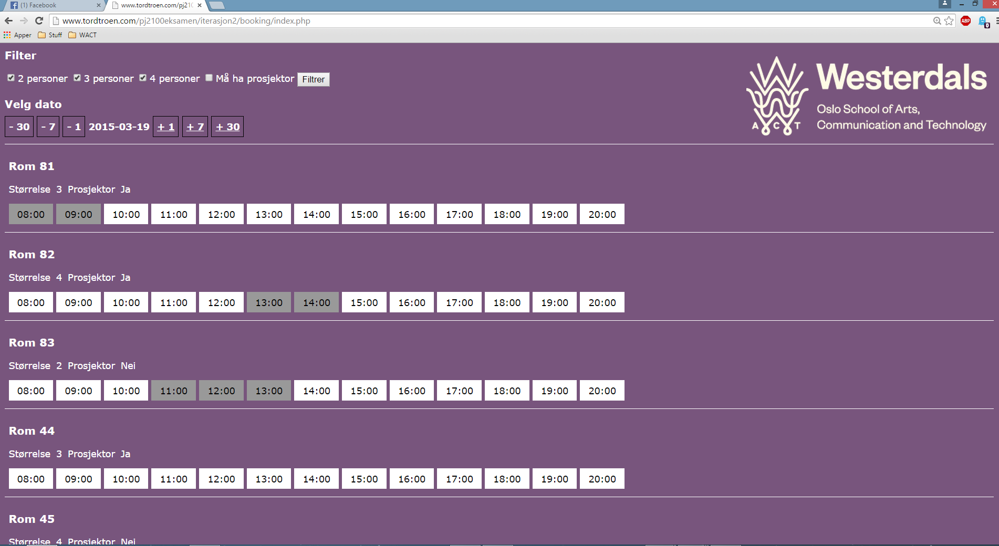 (1) Facebook
www.tordtroen.com/pj210
www.tordtroen.com/pj2100eksamen/iterasjon2/booking/index.php
ABP
0
Apper Stuff WACT
Filter
2 personer 3 personer 4 personer Må ha prosjektor Filtrer
Velg dato
- 30 - 7 - 1 2015-03-19 + 1 + 7 + 30
Westerdals
Oslo School of Arts,
Communication and Technology
A C T
Rom 81
Størrelse 3 Prosjektor Ja
08:00 09:00 10:00 11:00 12:00 13:00 14:00 15:00 16:00 17:00 18:00 19:00 20:00
Rom 82
Størrelse 4 Prosjektor Ja
08:00 09:00 10:00 11:00 12:00 13:00 14:00 15:00 16:00 17:00 18:00 19:00 20:00
Rom 83
Størrelse 2 Prosjektor Nei
08:00 09:00 10:00 11:00 12:00 13:00 14:00 15:00 16:00 17:00 18:00 19:00 20:00
Rom 44
Størrelse 3 Prosjektor Ja
08:00 09:00 10:00 11:00 12:00 13:00 14:00 15:00 16:00 17:00 18:00 19:00 20:00
Rom 45
Størrelse 4 Prosjektor Nei